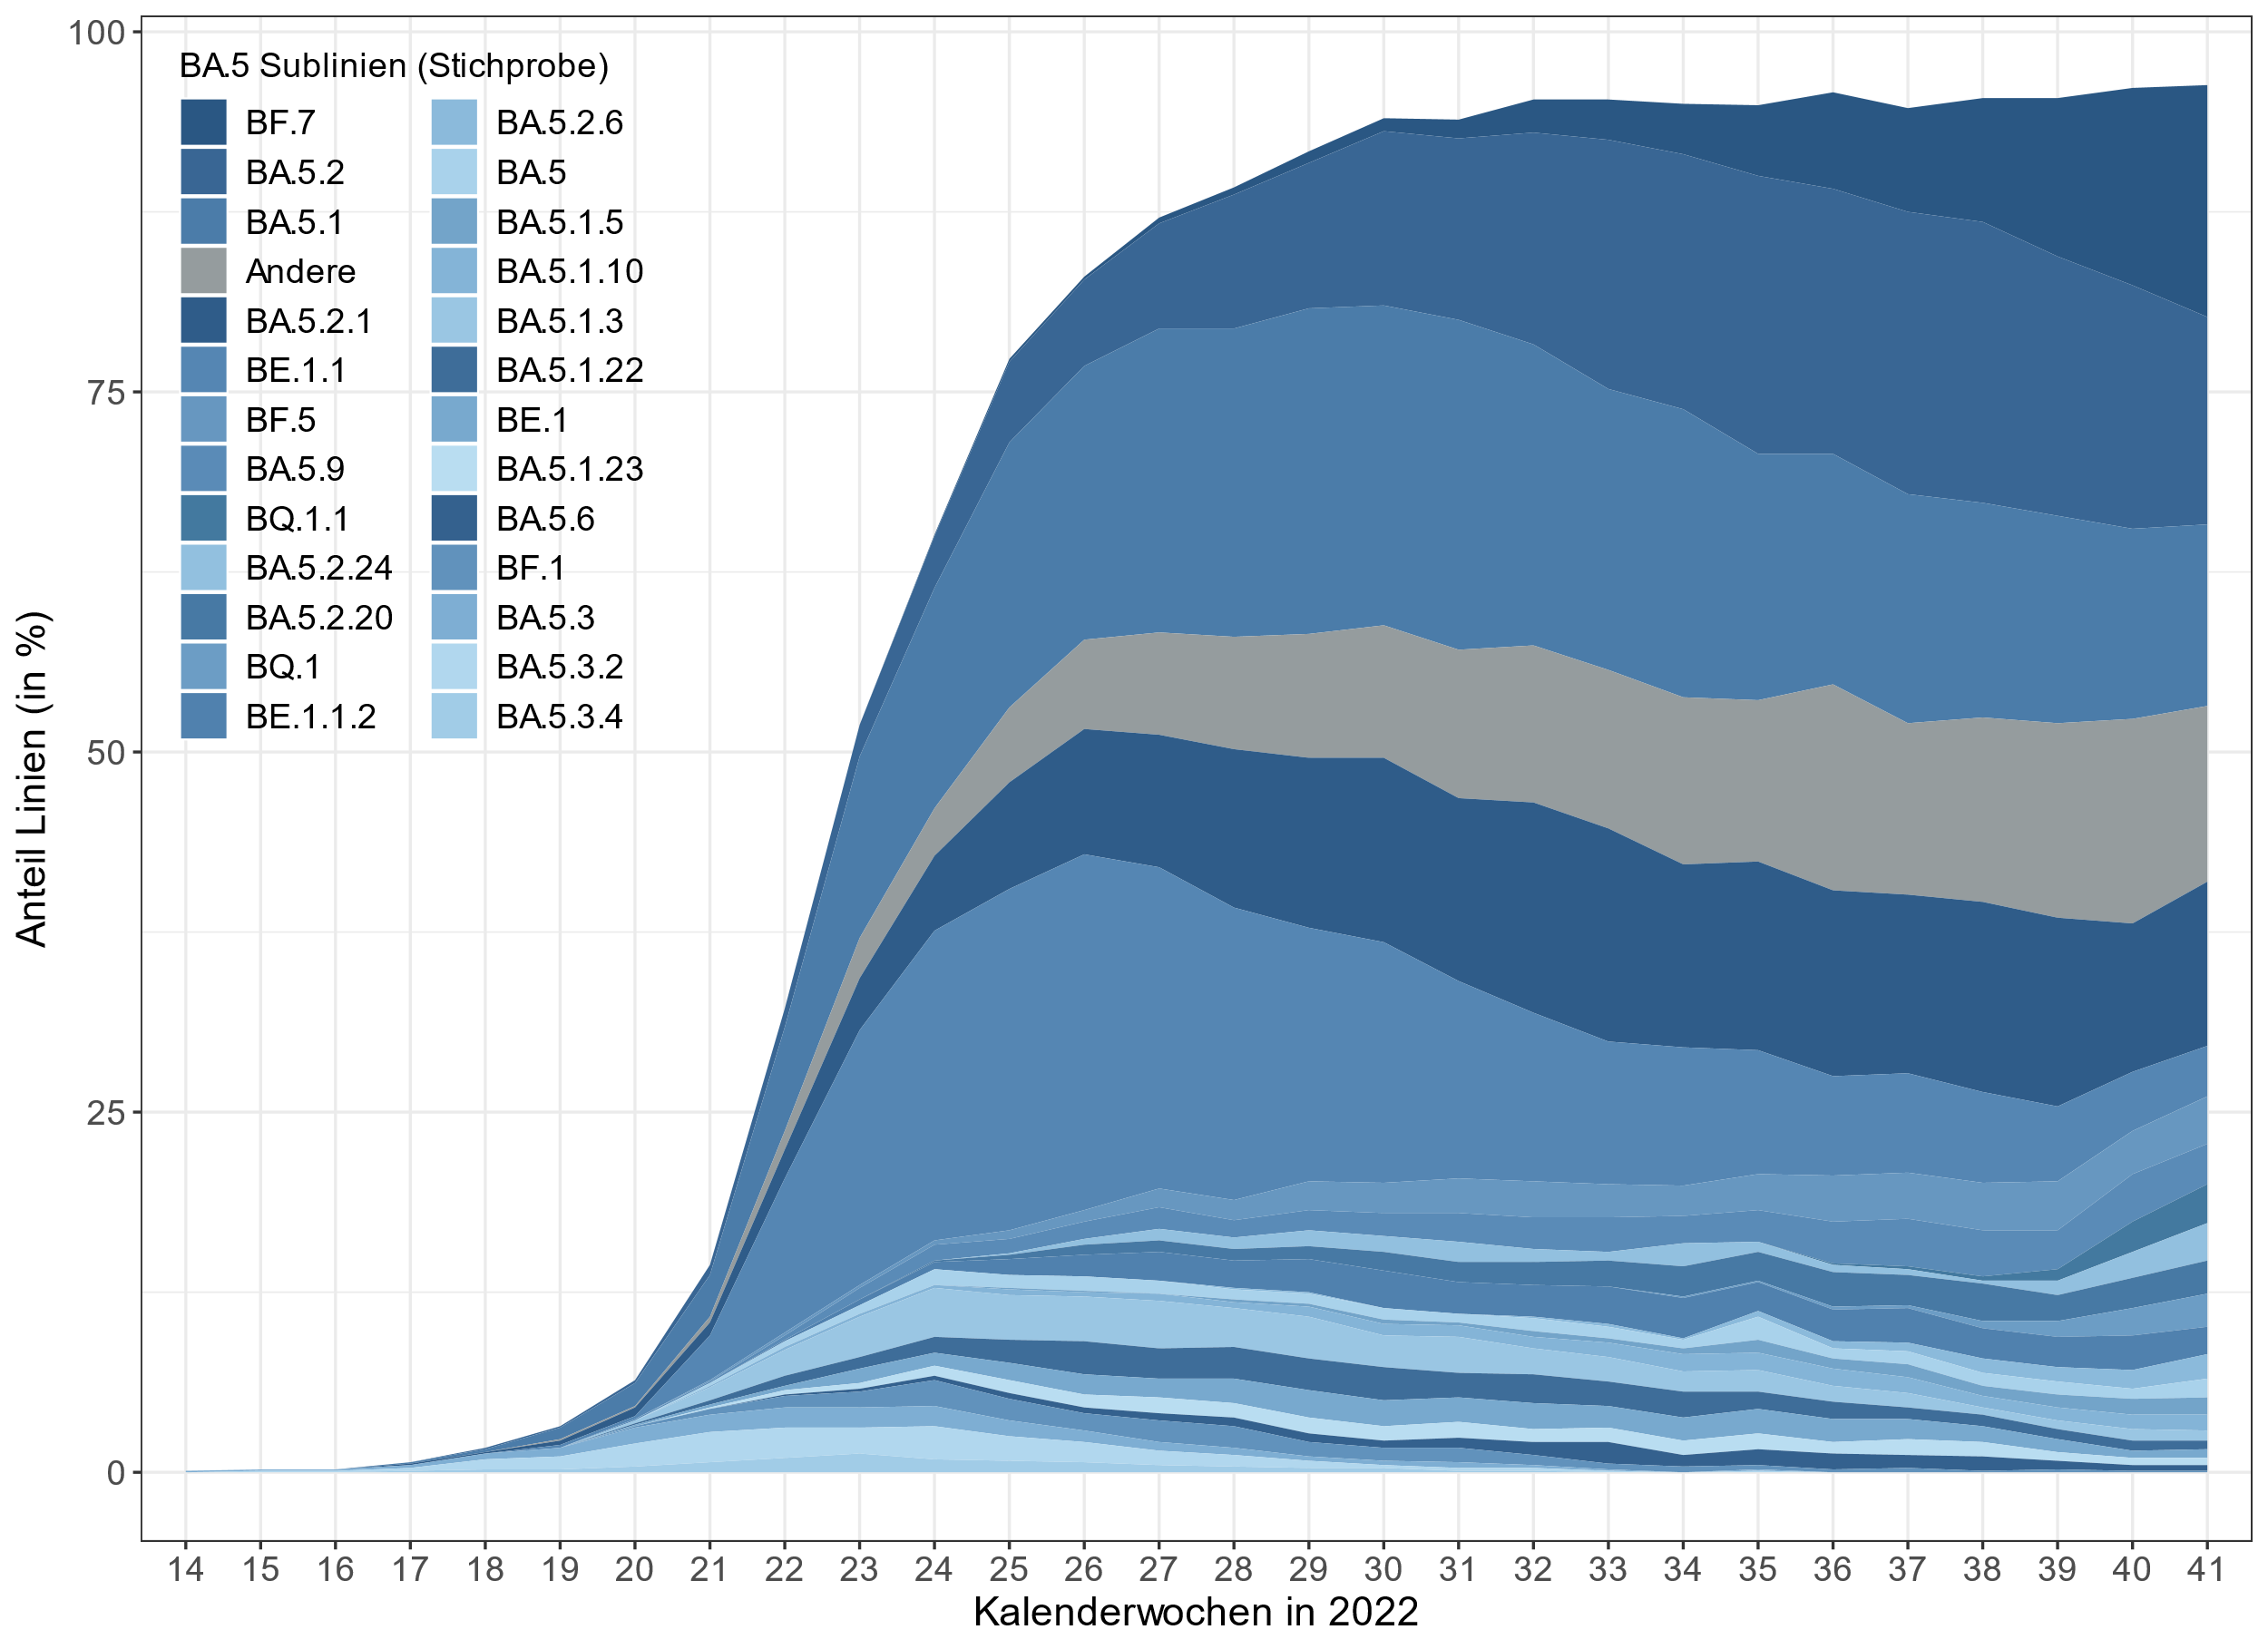 BA.5 Sublinien (Stichprobe)
BF.7
BA.5.2
BA.5.1
Andere
BA.5.2.1
BE.1.1
BF.5
BA.5.9
BQ.1.1
BA.5.2.24
BA.5.2.20
BQ.1
BE.1.1.2
BA.5.2.6
BA.5
BA.5.1.5
BA.5.1.10
BA.5.1.3
BA.5.1.22
BE.1
BA.5.1.23
BA.5.6
BF.1
BA.5.3
BA.5.3.2
BA.5.3.4
Anteil Linien (in %)
100
75
50
25
0
14 15 16 17 18 19 20 21 22 23 24 25 26 27 28 29 30 31 32 33 34 35 36 37 38 39 40 41
Kalenderwochen in 2022